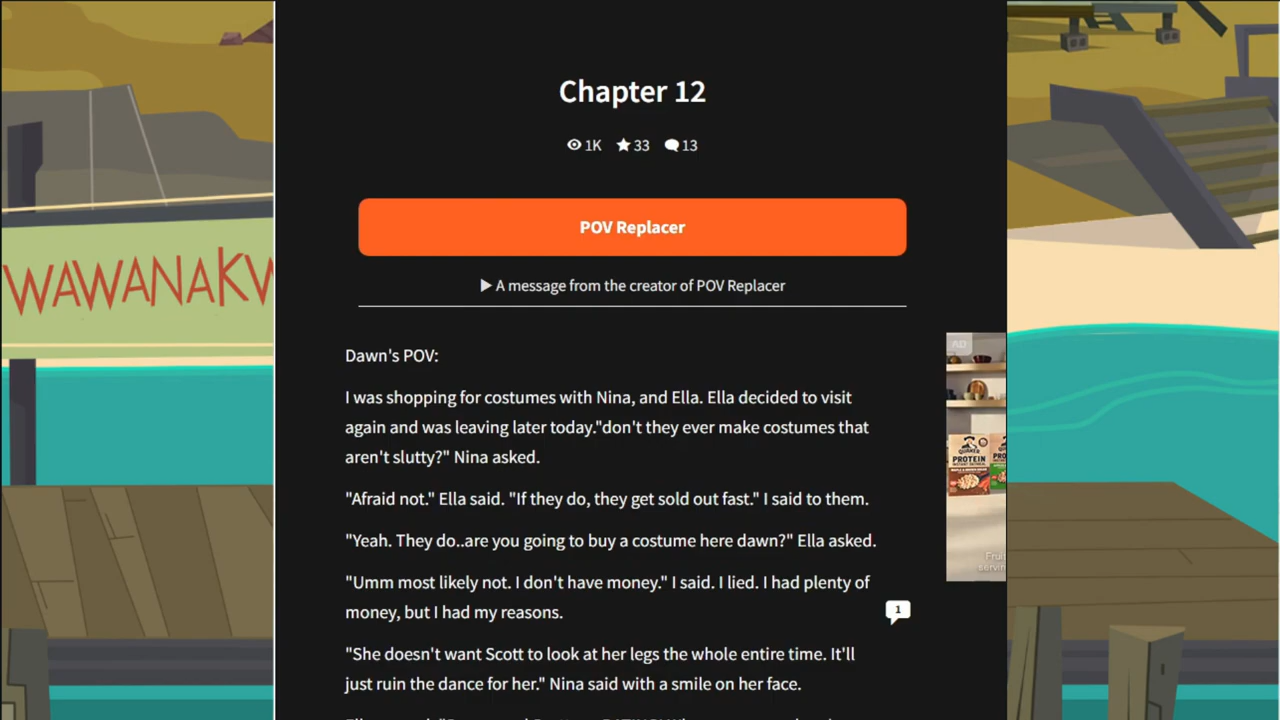 WAWANAKW
Chapter 12
1K 33 13
POV Replacer
▶ A message from the creator of POV Replacer
Dawn's POV:
I was shopping for costumes with Nina, and Ella. Ella decided to visit
again and was leaving later today."don't they ever make costumes that
aren't slutty?" Nina asked.
"Afraid not." Ella said. "If they do, they get sold out fast." I said to them.
"Yeah. They do..are you going to buy a costume here dawn?" Ella asked.
"Umm most likely not. I don't have money." I said. I lied. I had plenty of
money, but I had my reasons.
1
"She doesn't want Scott to look at her legs the whole entire time. It'll
just ruin the dance for her." Nina said with a smile on her face.
AD
QUAKER
PROTEIN